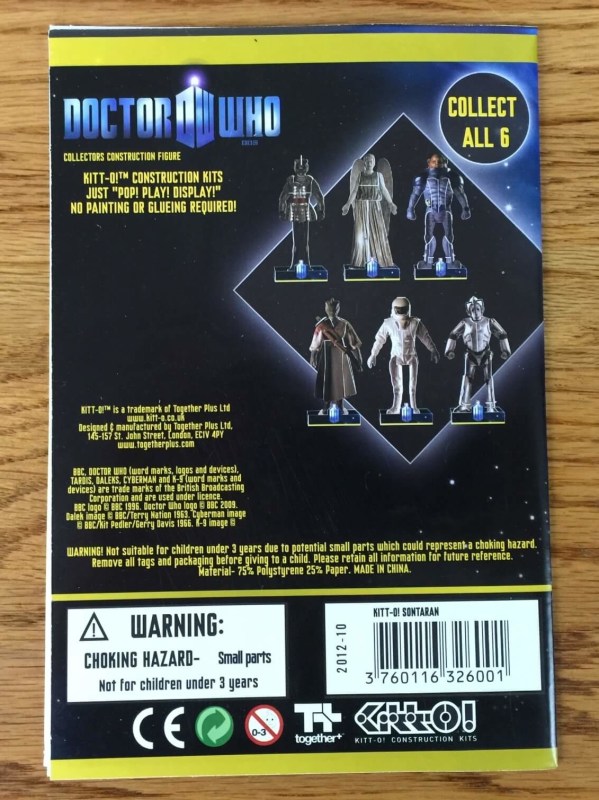 DOCTOR WHO
BBC
COLLECTORS CONSTRUCTION FIGURE
KITT-O!™ CONSTRUCTION KITS
JUST "POP! PLAY! DISPLAY!"
NO PAINTING OR GLUEING REQUIRED!
COLLECT
ALL 6
KITT-O!™ is a trademark of Together Plus Ltd
www.kitt-o.co.uk
Designed & manufactured by Together Plus Ltd,
145-157 St. John Street, London, EC1V 4PY
www.togetherplus.com
BBC, DOCTOR WHO (word marks, logos and devices),
TARDIS, DALEKS, CYBERMAN and K-9 (word marks and
devices) are trade marks of the British Broadcasting
Corporation and are used under licence.
BBC logo © BBC 1996. Doctor Who logo © BBC 2009.
Dalek image © BBC/Terry Nation 1963. Cyberman image
© BBC/Kit Pedler/Gerry Davis 1966. K-9 image ©
WARNING! Not suitable for children under 3 years due to potential small parts which could represent a choking hazard.
Remove all tags and packaging before giving to a child. Please retain all information for future reference.
Material- 75% Polystyrene 25% Paper. MADE IN CHINA.
WARNING:
CHOKING HAZARD- Small parts
Not for children under 3 years
KITT-O! SONTARAN
2012-10
3 760116 326001
CE
0-3
T+
together+
KITT-O!
KITT-O! CONSTRUCTION KITS